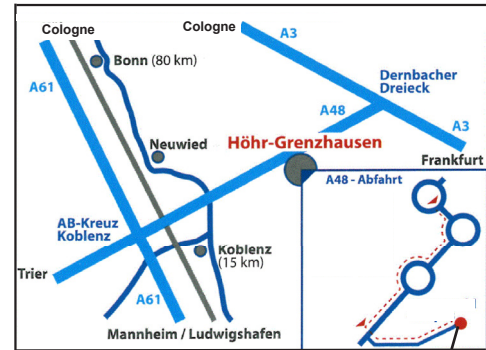 Cologne
Cologne
A3
Bonn (80 km)
Dernbacher
Dreieck
A61
A48
Neuwied
Höhr-Grenzhausen
A3
Frankfurt
A48 - Abfahrt
AB-Kreuz
Koblenz
Koblenz
(15 km)
Trier
A61
Mannheim / Ludwigshafen